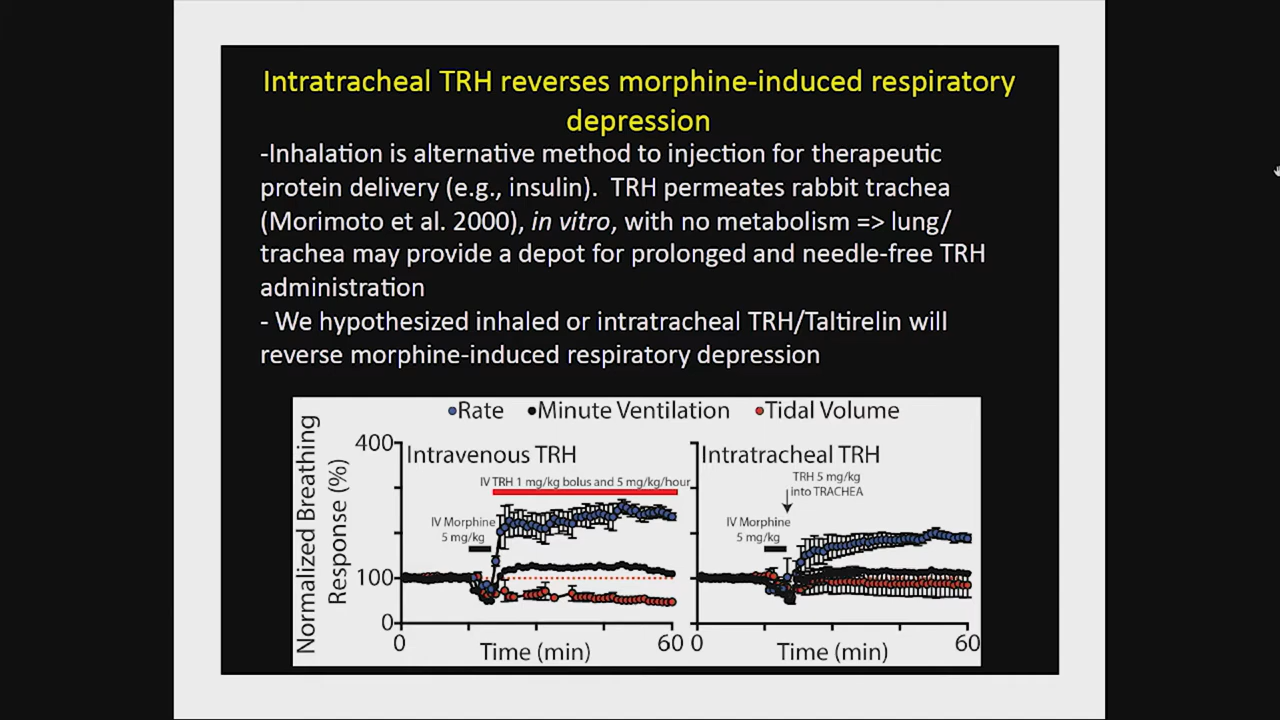 Intratracheal TRH reverses morphine-induced respiratory
depression
-Inhalation is alternative method to injection for therapeutic
protein delivery (e.g., insulin). TRH permeates rabbit trachea
(Morimoto et al. 2000), in vitro, with no metabolism => lung/
trachea may provide a depot for prolonged and needle-free TRH
administration
- We hypothesized inhaled or intratracheal TRH/Taltirelin will
reverse morphine-induced respiratory depression
Rate Minute Ventilation Tidal Volume
Normalized Breathing
Response (%)
400
100
0
Intravenous TRH
IV TRH 1 mg/kg bolus and 5 mg/kg/hour
IV Morphine
5 mg/kg
0 60
Time (min)
Intratracheal TRH
TRH 5 mg/kg
into TRACHEA
IV Morphine
5 mg/kg
0 60
Time (min)